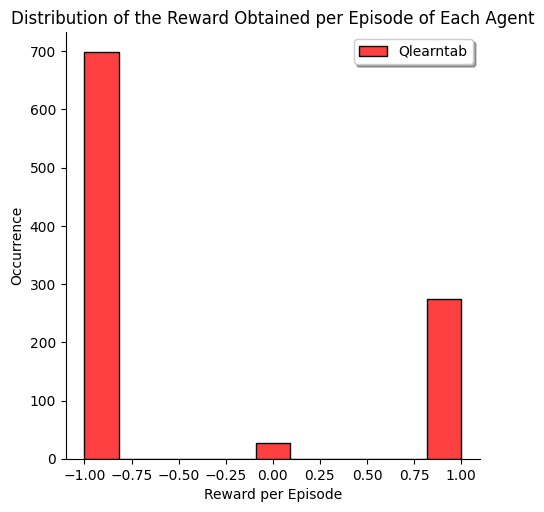 Distribution of the Reward Obtained per Episode of Each Agent
Qlearntab
700
600
500
400
300
200
100
0
Occurrence
−1.00 −0.75 −0.50 −0.25 0.00 0.25 0.50 0.75 1.00
Reward per Episode